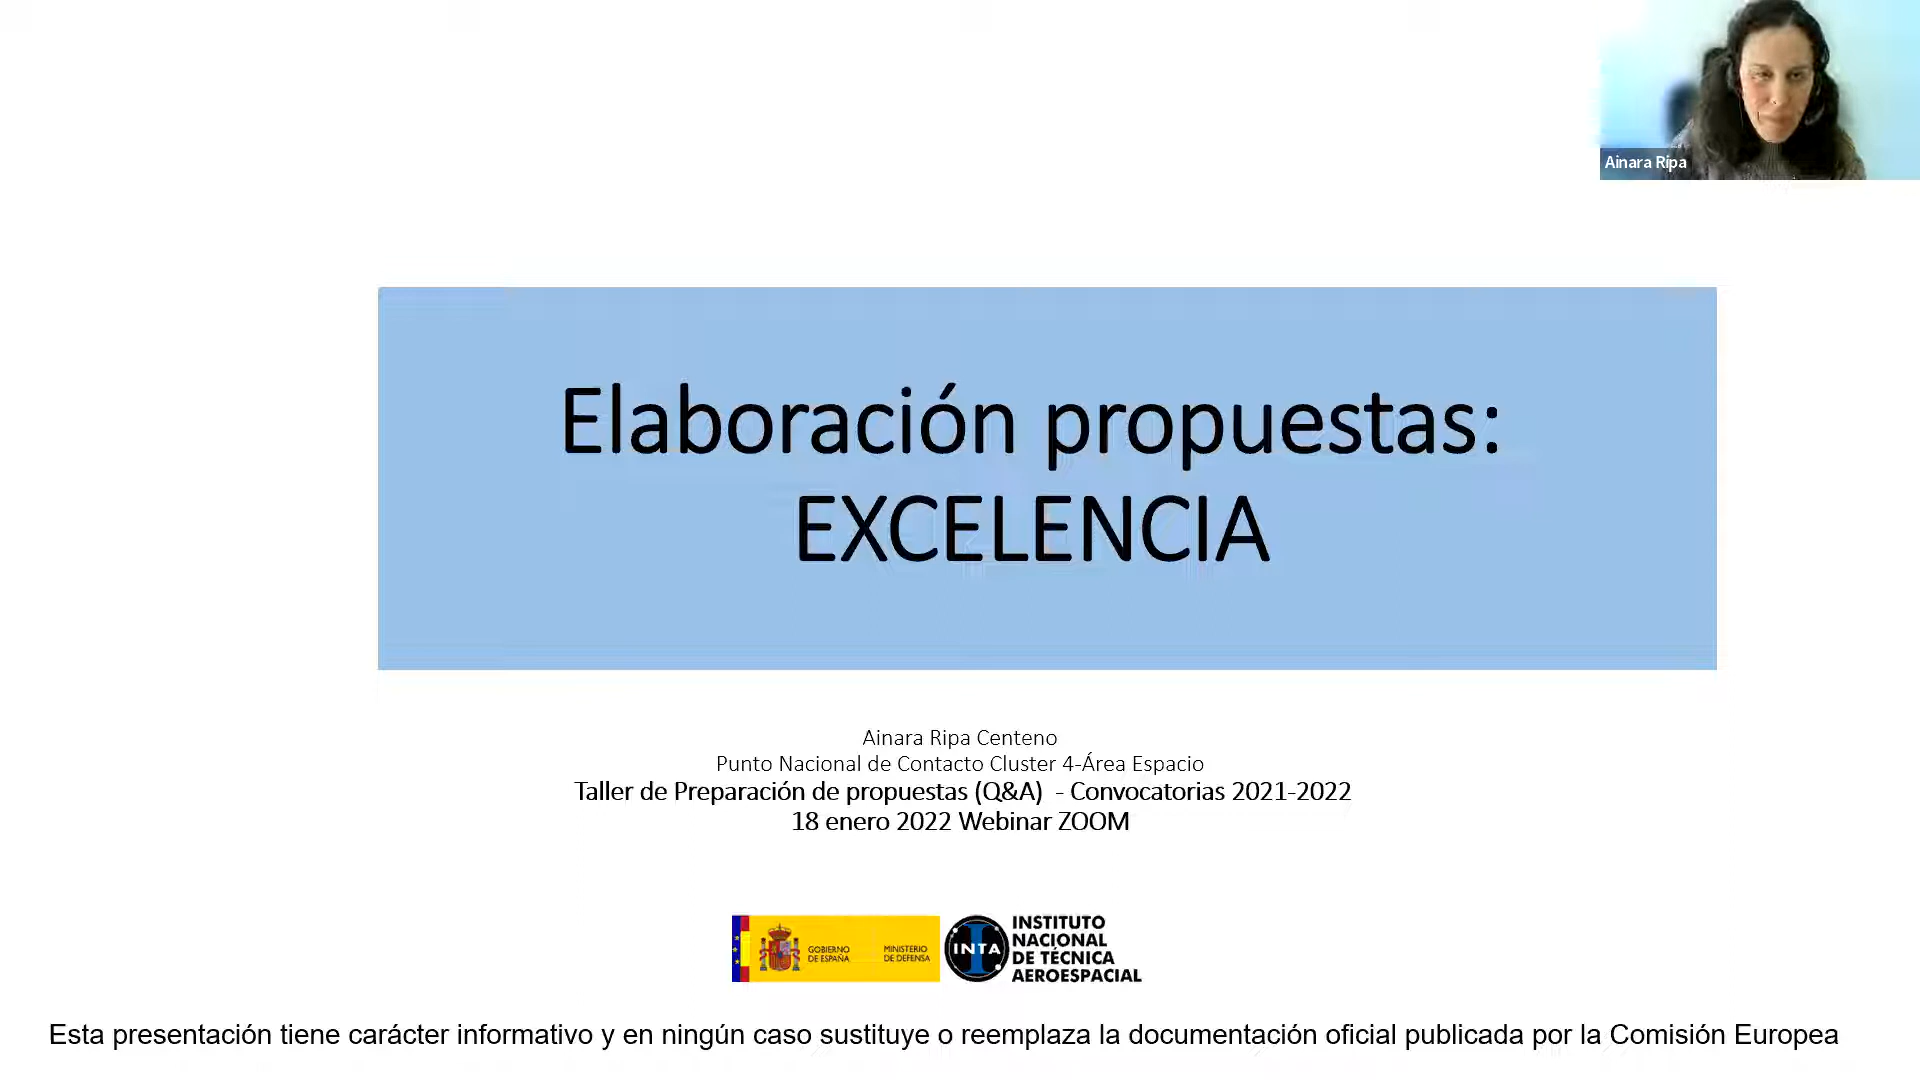 Ainara Ripa
Elaboración propuestas:
EXCELENCIA
Ainara Ripa Centeno
Punto Nacional de Contacto Cluster 4-Área Espacio
Taller de Preparación de propuestas (Q&A) - Convocatorias 2021-2022
18 enero 2022 Webinar ZOOM
GOBIERNO
DE ESPAÑA
MINISTERIO
DE DEFENSA
INTA
INSTITUTO
NACIONAL
DE TÉCNICA
AEROESPACIAL
Esta presentación tiene carácter informativo y en ningún caso sustituye o reemplaza la documentación oficial publicada por la Comisión Europea